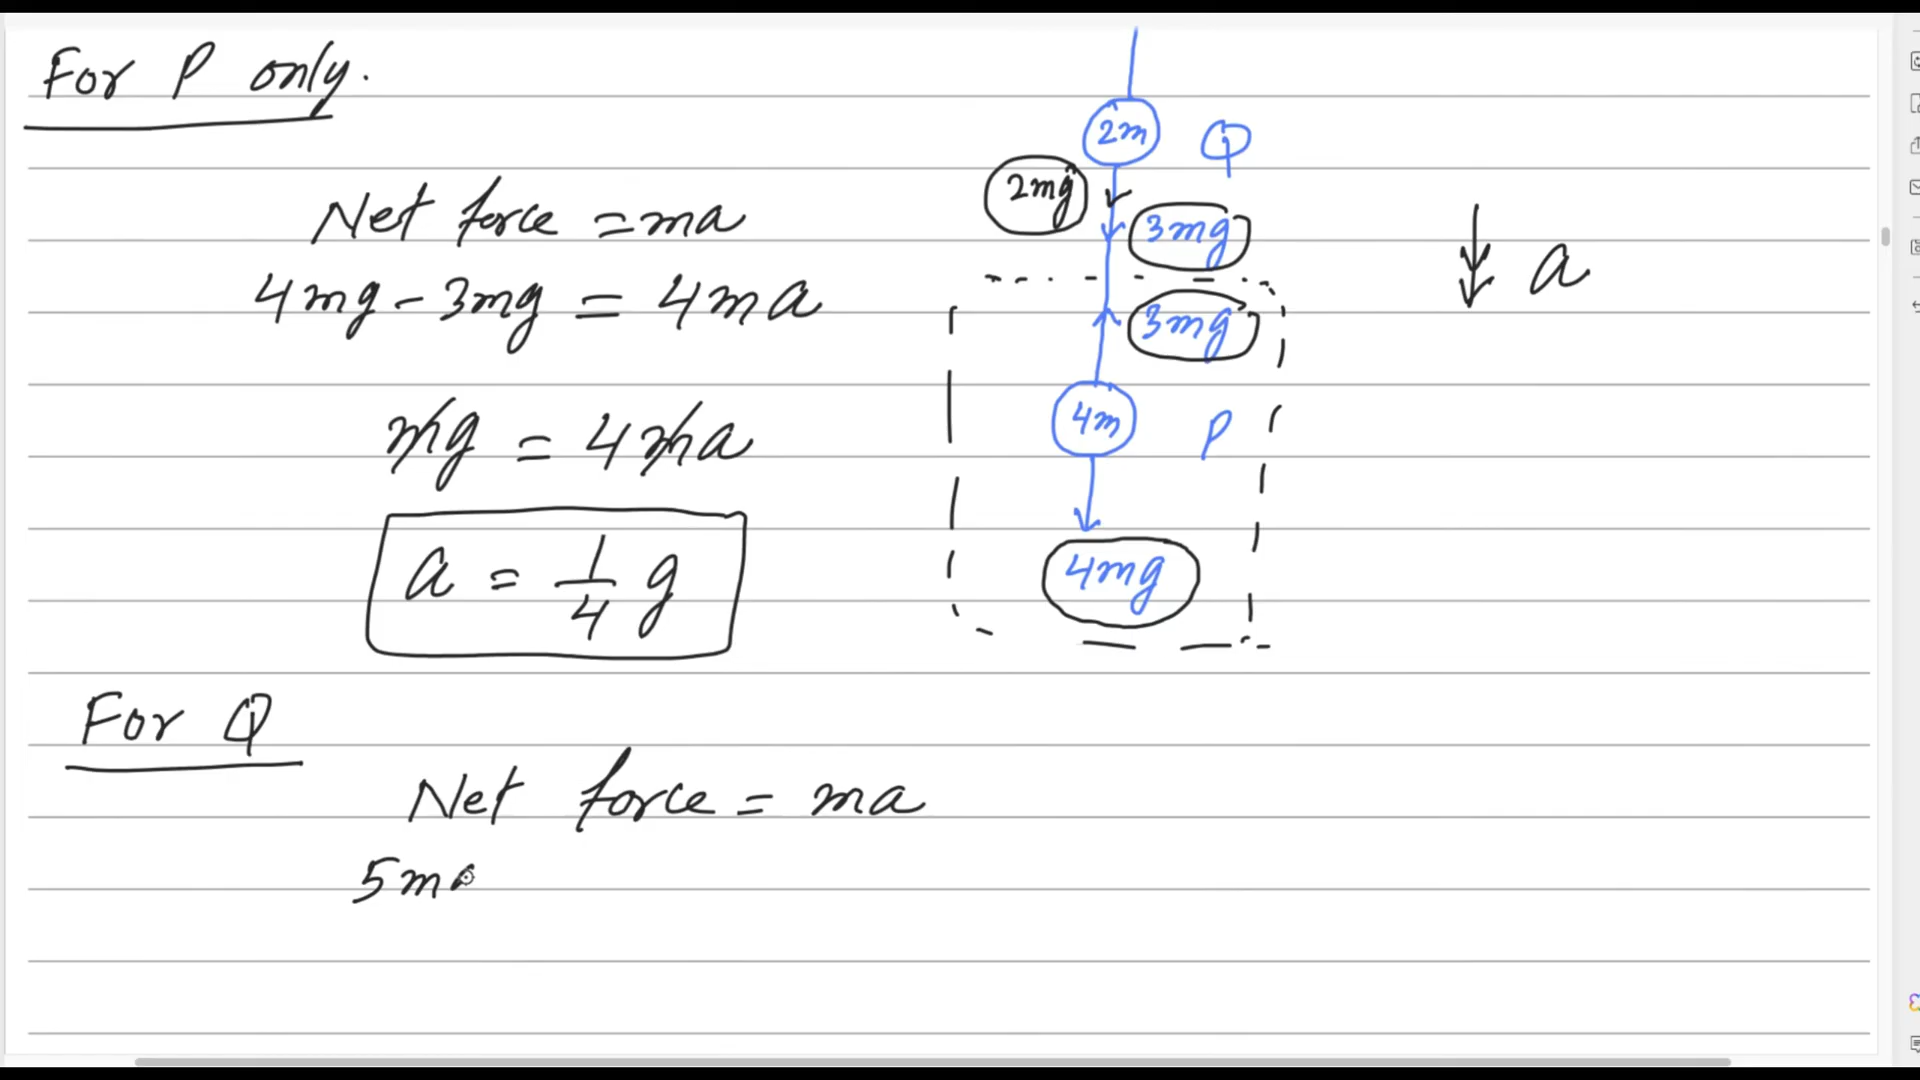 For P only.
Net force = ma
4mg - 3mg = 4ma
mg = 4ma
a = 1/4 g
2m Q
2mg
3mg
a
3mg
4m P
4mg
For Q
Net force = ma
5m